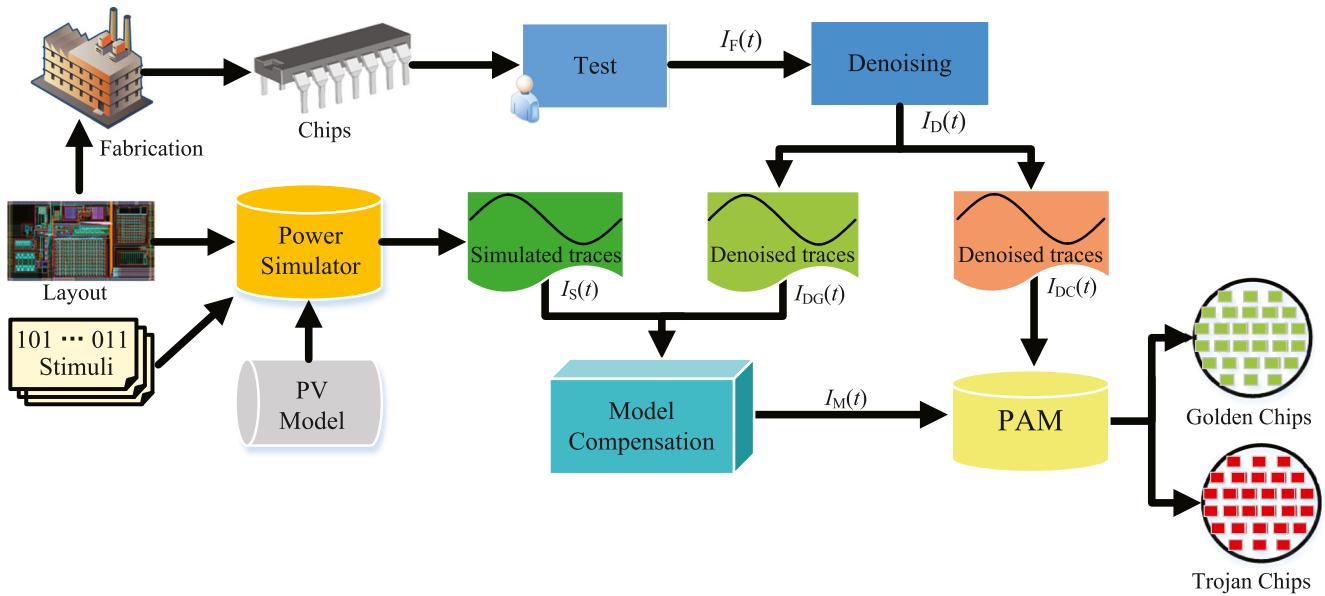 Fabrication
Chips
Test
I_F(t)
Denoising
I_D(t)
Layout
101 ··· 011
Stimuli
Power
Simulator
PV
Model
Simulated traces
I_S(t)
Denoised traces
I_DG(t)
Denoised traces
I_DC(t)
Model
Compensation
I_M(t)
PAM
Golden Chips
Trojan Chips